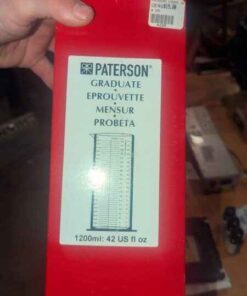 PATERSON
GRADUATE
•
EPROUVETTE
•
MENSUR
•
PROBETA
1200ml: 42 US fl oz